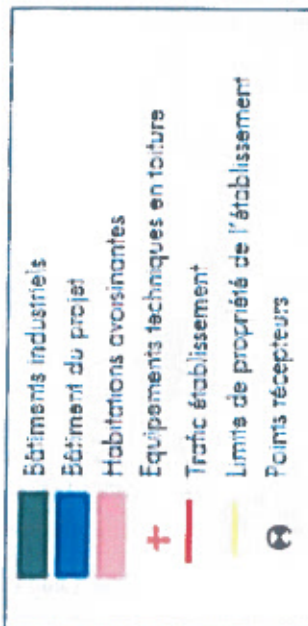 Bâtiments industriels
Bâtiment du projet
Habitations avoisinantes
Equipements techniques en toiture
Trafic établissement
Limite de propriété de l'établissement
Points récepteurs